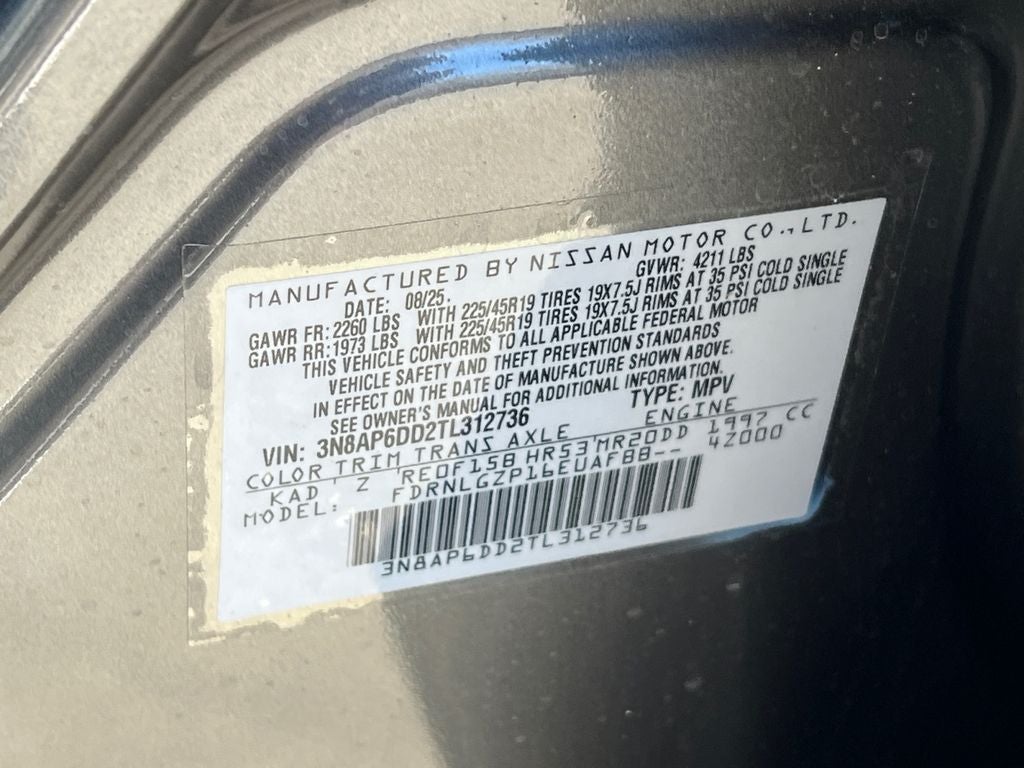 MANUFACTURED BY NISSAN MOTOR CO.,LTD.
DATE: 08/25. GVWR: 4211 LBS
GAWR FR: 2260 LBS WITH 225/45R19 TIRES 19X7.5J RIMS AT 35 PSI COLD SINGLE
GAWR RR: 1973 LBS WITH 225/45R19 TIRES 19X7.5J RIMS AT 35 PSI COLD SINGLE
THIS VEHICLE CONFORMS TO ALL APPLICABLE FEDERAL MOTOR
VEHICLE SAFETY AND THEFT PREVENTION STANDARDS
IN EFFECT ON THE DATE OF MANUFACTURE SHOWN ABOVE.
SEE OWNER'S MANUAL FOR ADDITIONAL INFORMATION.
VIN: 3N8AP6DD2TL312736 TYPE: MPV
COLOR TRIM TRANS AXLE ENGINE
KAD ' Z RE0F15B HR53'MR20DD 1997 CC
MODEL: FDRNLGZP16EUAFBB-- 4Z000
3N8AP6DD2TL312736